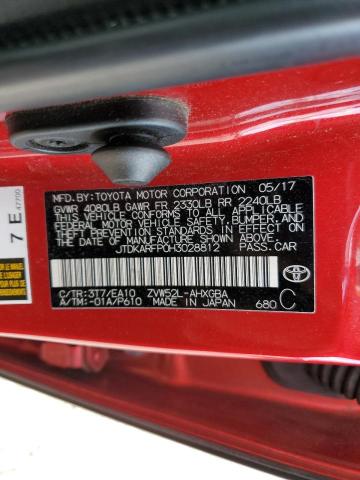 MFD.BY:TOYOTA MOTOR CORPORATION 05/17
GVWR 4080LB GAWR FR 2330LB RR 2240LB
THIS VEHICLE CONFORMS TO ALL APPLICABLE
FEDERAL MOTOR VEHICLE SAFETY, BUMPER, AND
THEFT PREVENTION STANDARDS IN EFFECT ON
THE DATE OF MANUFACTURE SHOWN ABOVE.
JTDKARFP0H3028812 PASS.CAR
C/TR:3T7/EA10 ZVW52L-AHXGBA
A/TM:-01A/P610 MADE IN JAPAN 680 C
7 E
47700